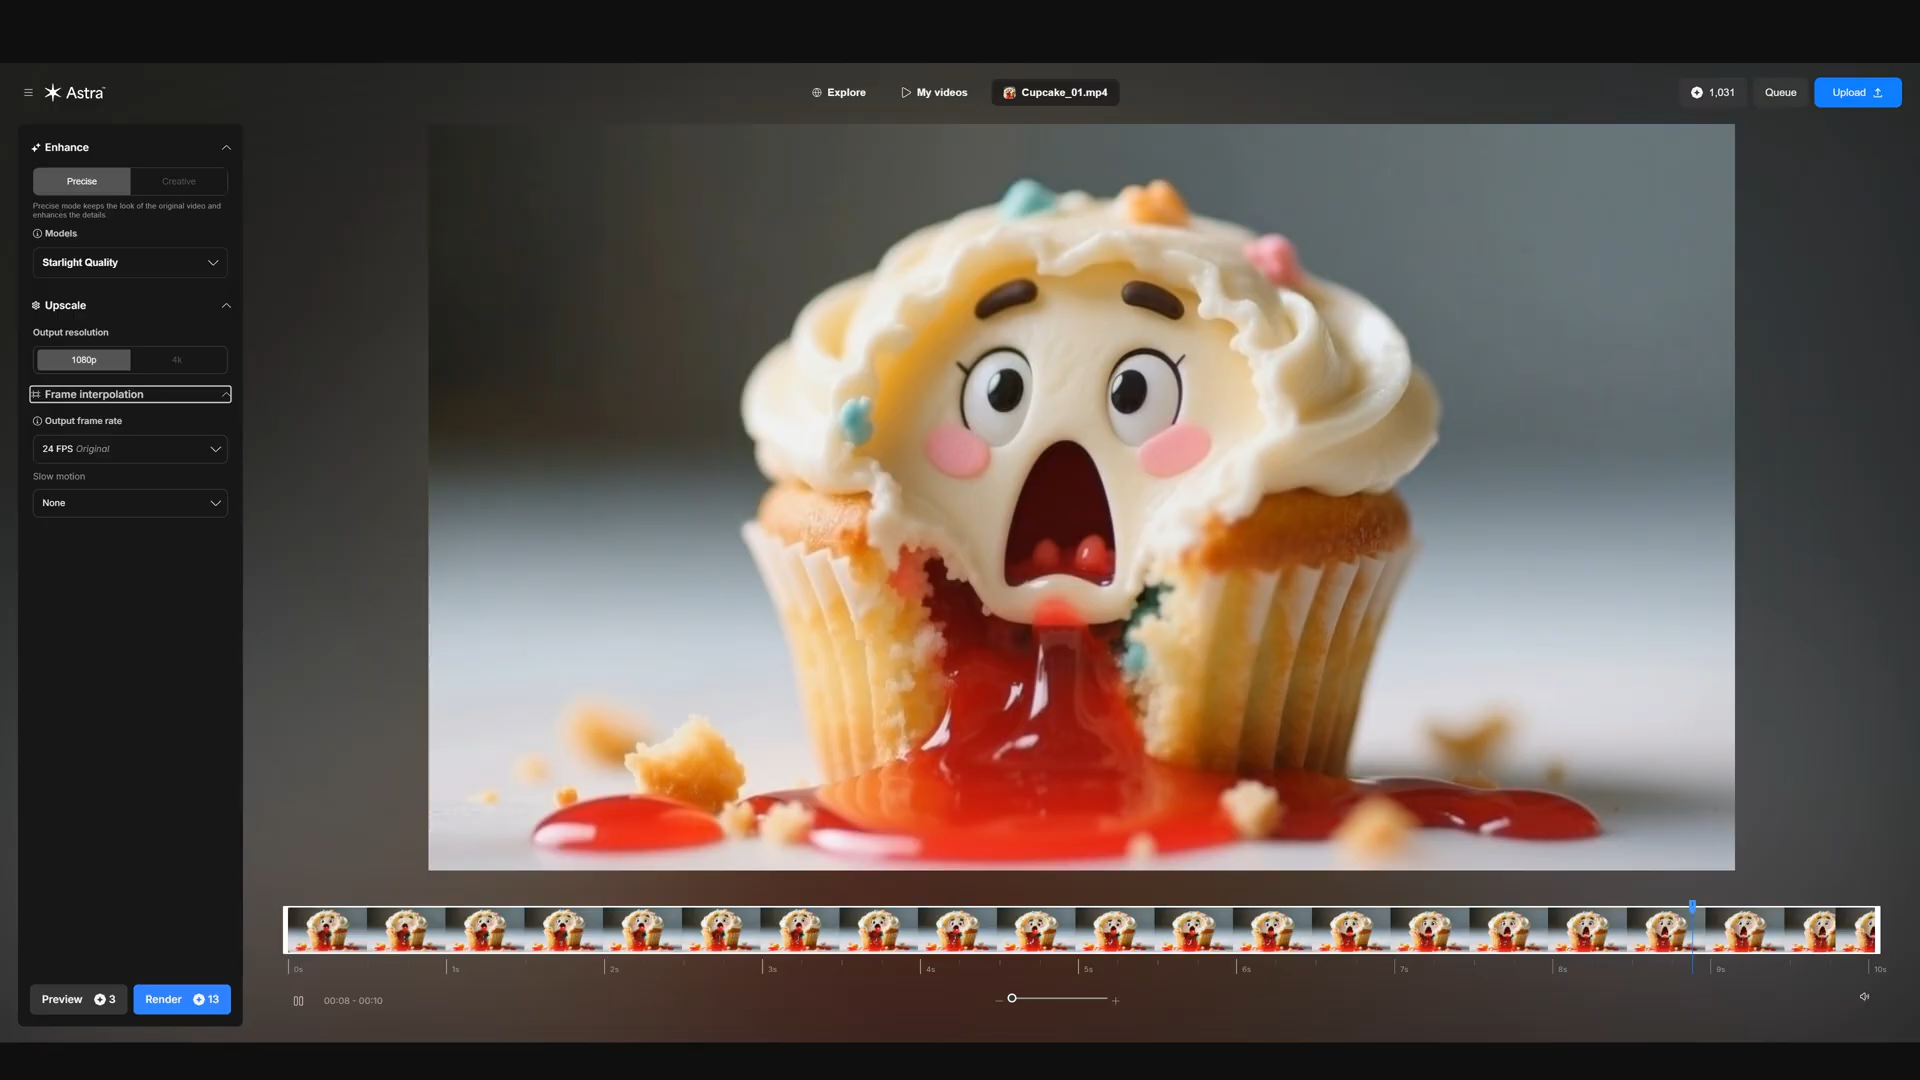 Astra
Explore
My videos
Cupcake_01.mp4
1,031
Queue
Upload
Enhance
Precise
Creative
Precise mode keeps the look of the original video and
enhances the details
Models
Starlight Quality
Upscale
Output resolution
1080p
4k
Frame interpolation
Output frame rate
24 FPS Original
Slow motion
None
Preview 3
Render 13
0s 1s 2s 3s 4s 5s 6s 7s 8s 9s 10s
00:08 - 00:10